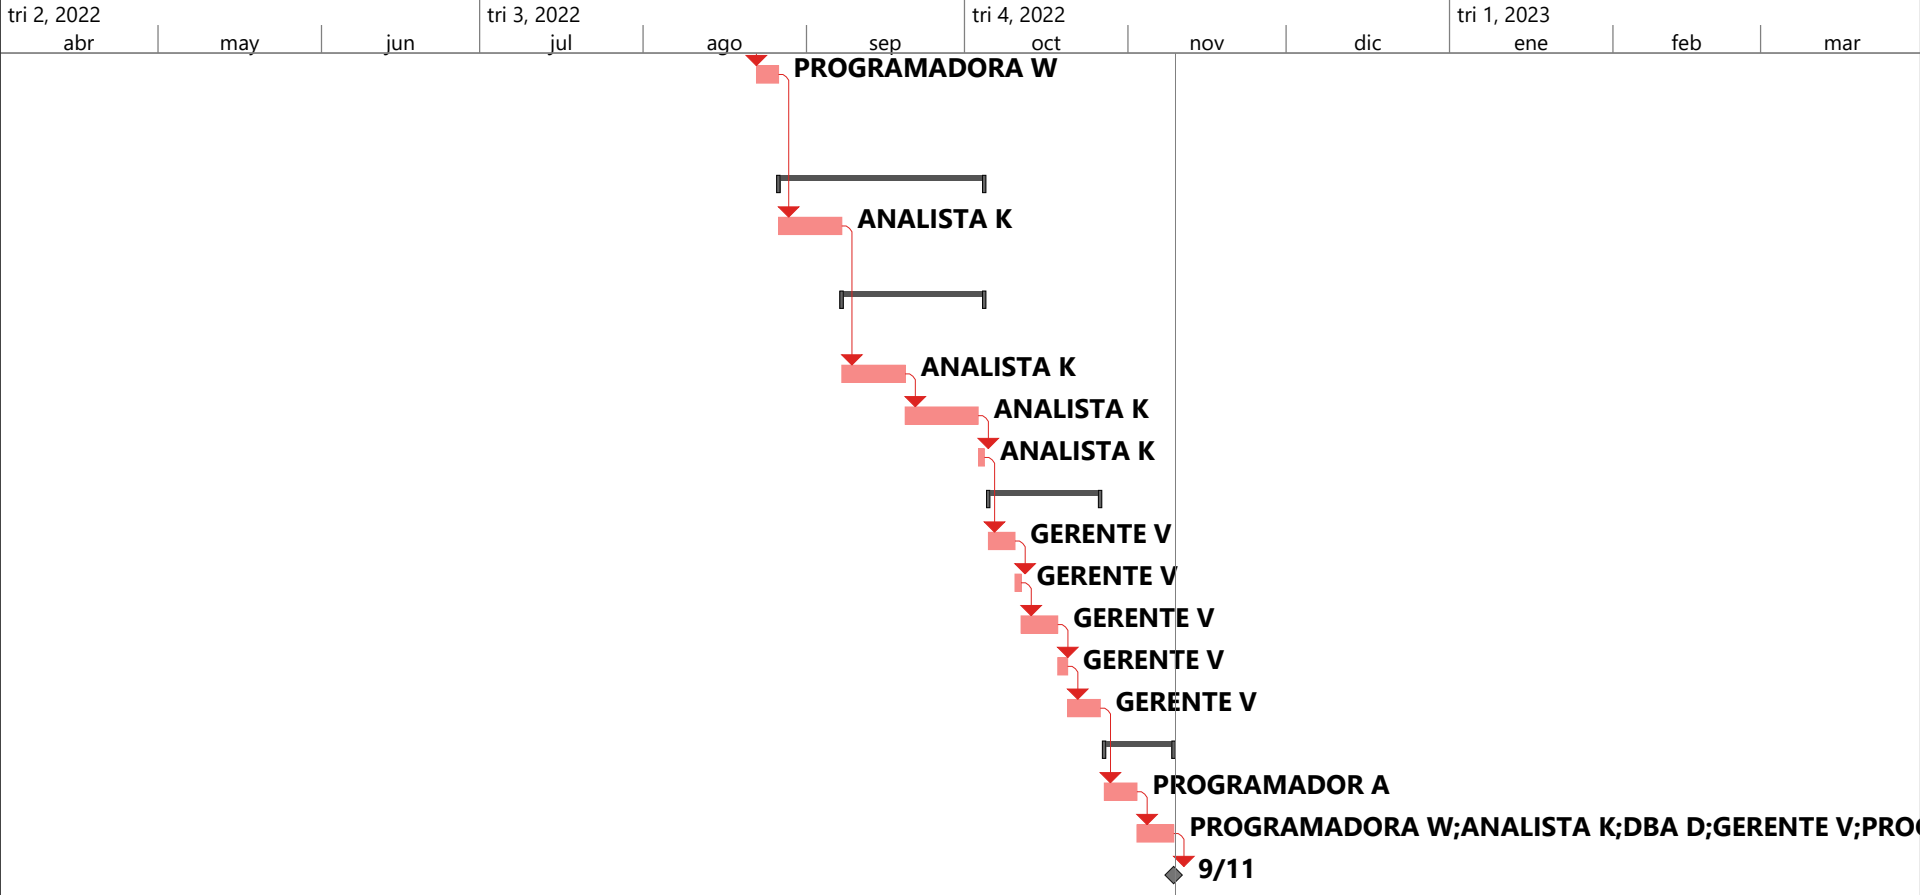 tri 2, 2022 tri 3, 2022 tri 4, 2022 tri 1, 2023
abr may jun jul ago sep oct nov dic ene feb mar
PROGRAMADORA W
ANALISTA K
ANALISTA K
ANALISTA K
ANALISTA K
GERENTE V
GERENTE V
GERENTE V
GERENTE V
GERENTE V
PROGRAMADOR A
PROGRAMADORA W;ANALISTA K;DBA D;GERENTE V;PRO
9/11